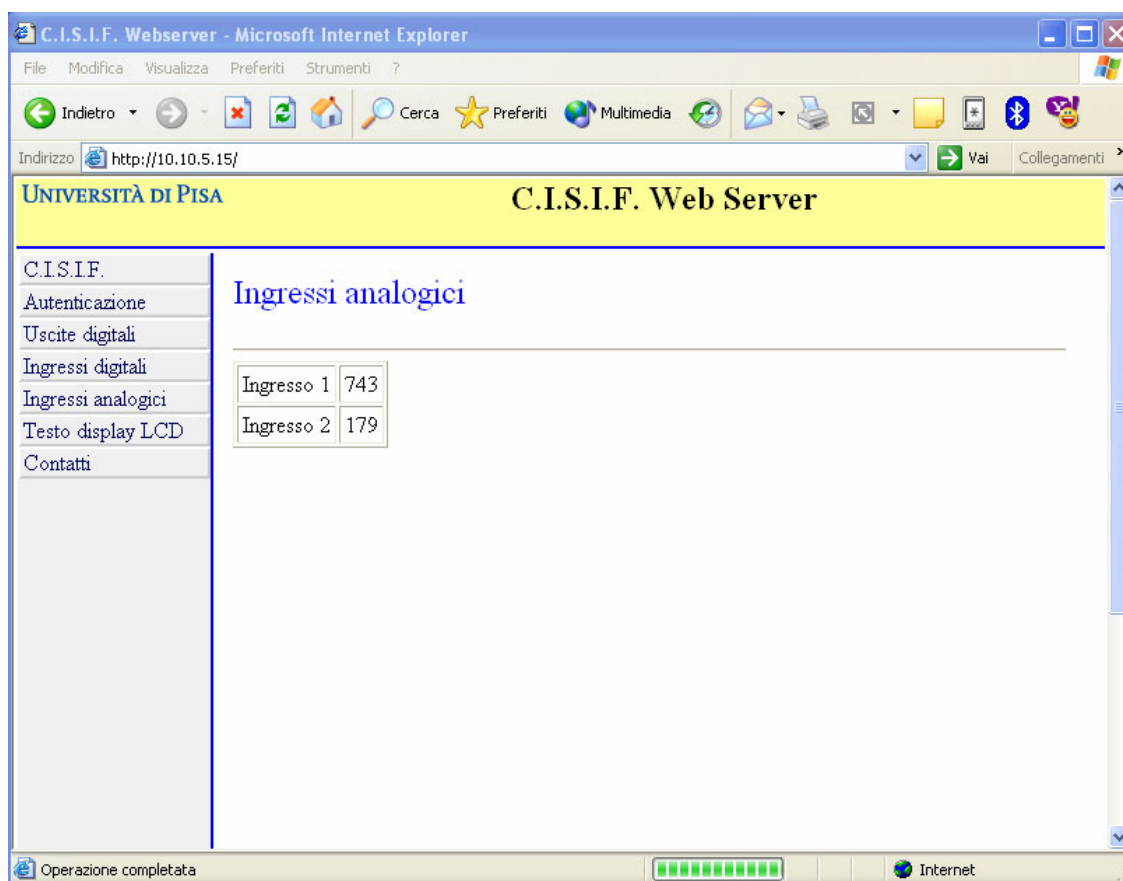 C.I.S.I.F. Webserver - Microsoft Internet Explorer
File Modifica Visualizza Preferiti Strumenti ?
Indietro Cerca Preferiti Multimedia
Indirizzo http://10.10.5.15/ Vai Collegamenti
UNIVERSITÀ DI PISA C.I.S.I.F. Web Server
C.I.S.I.F.
Autenticazione
Uscite digitali
Ingressi digitali
Ingressi analogici
Testo display LCD
Contatti
Ingressi analogici
Ingresso 1 743
Ingresso 2 179
Operazione completata Internet